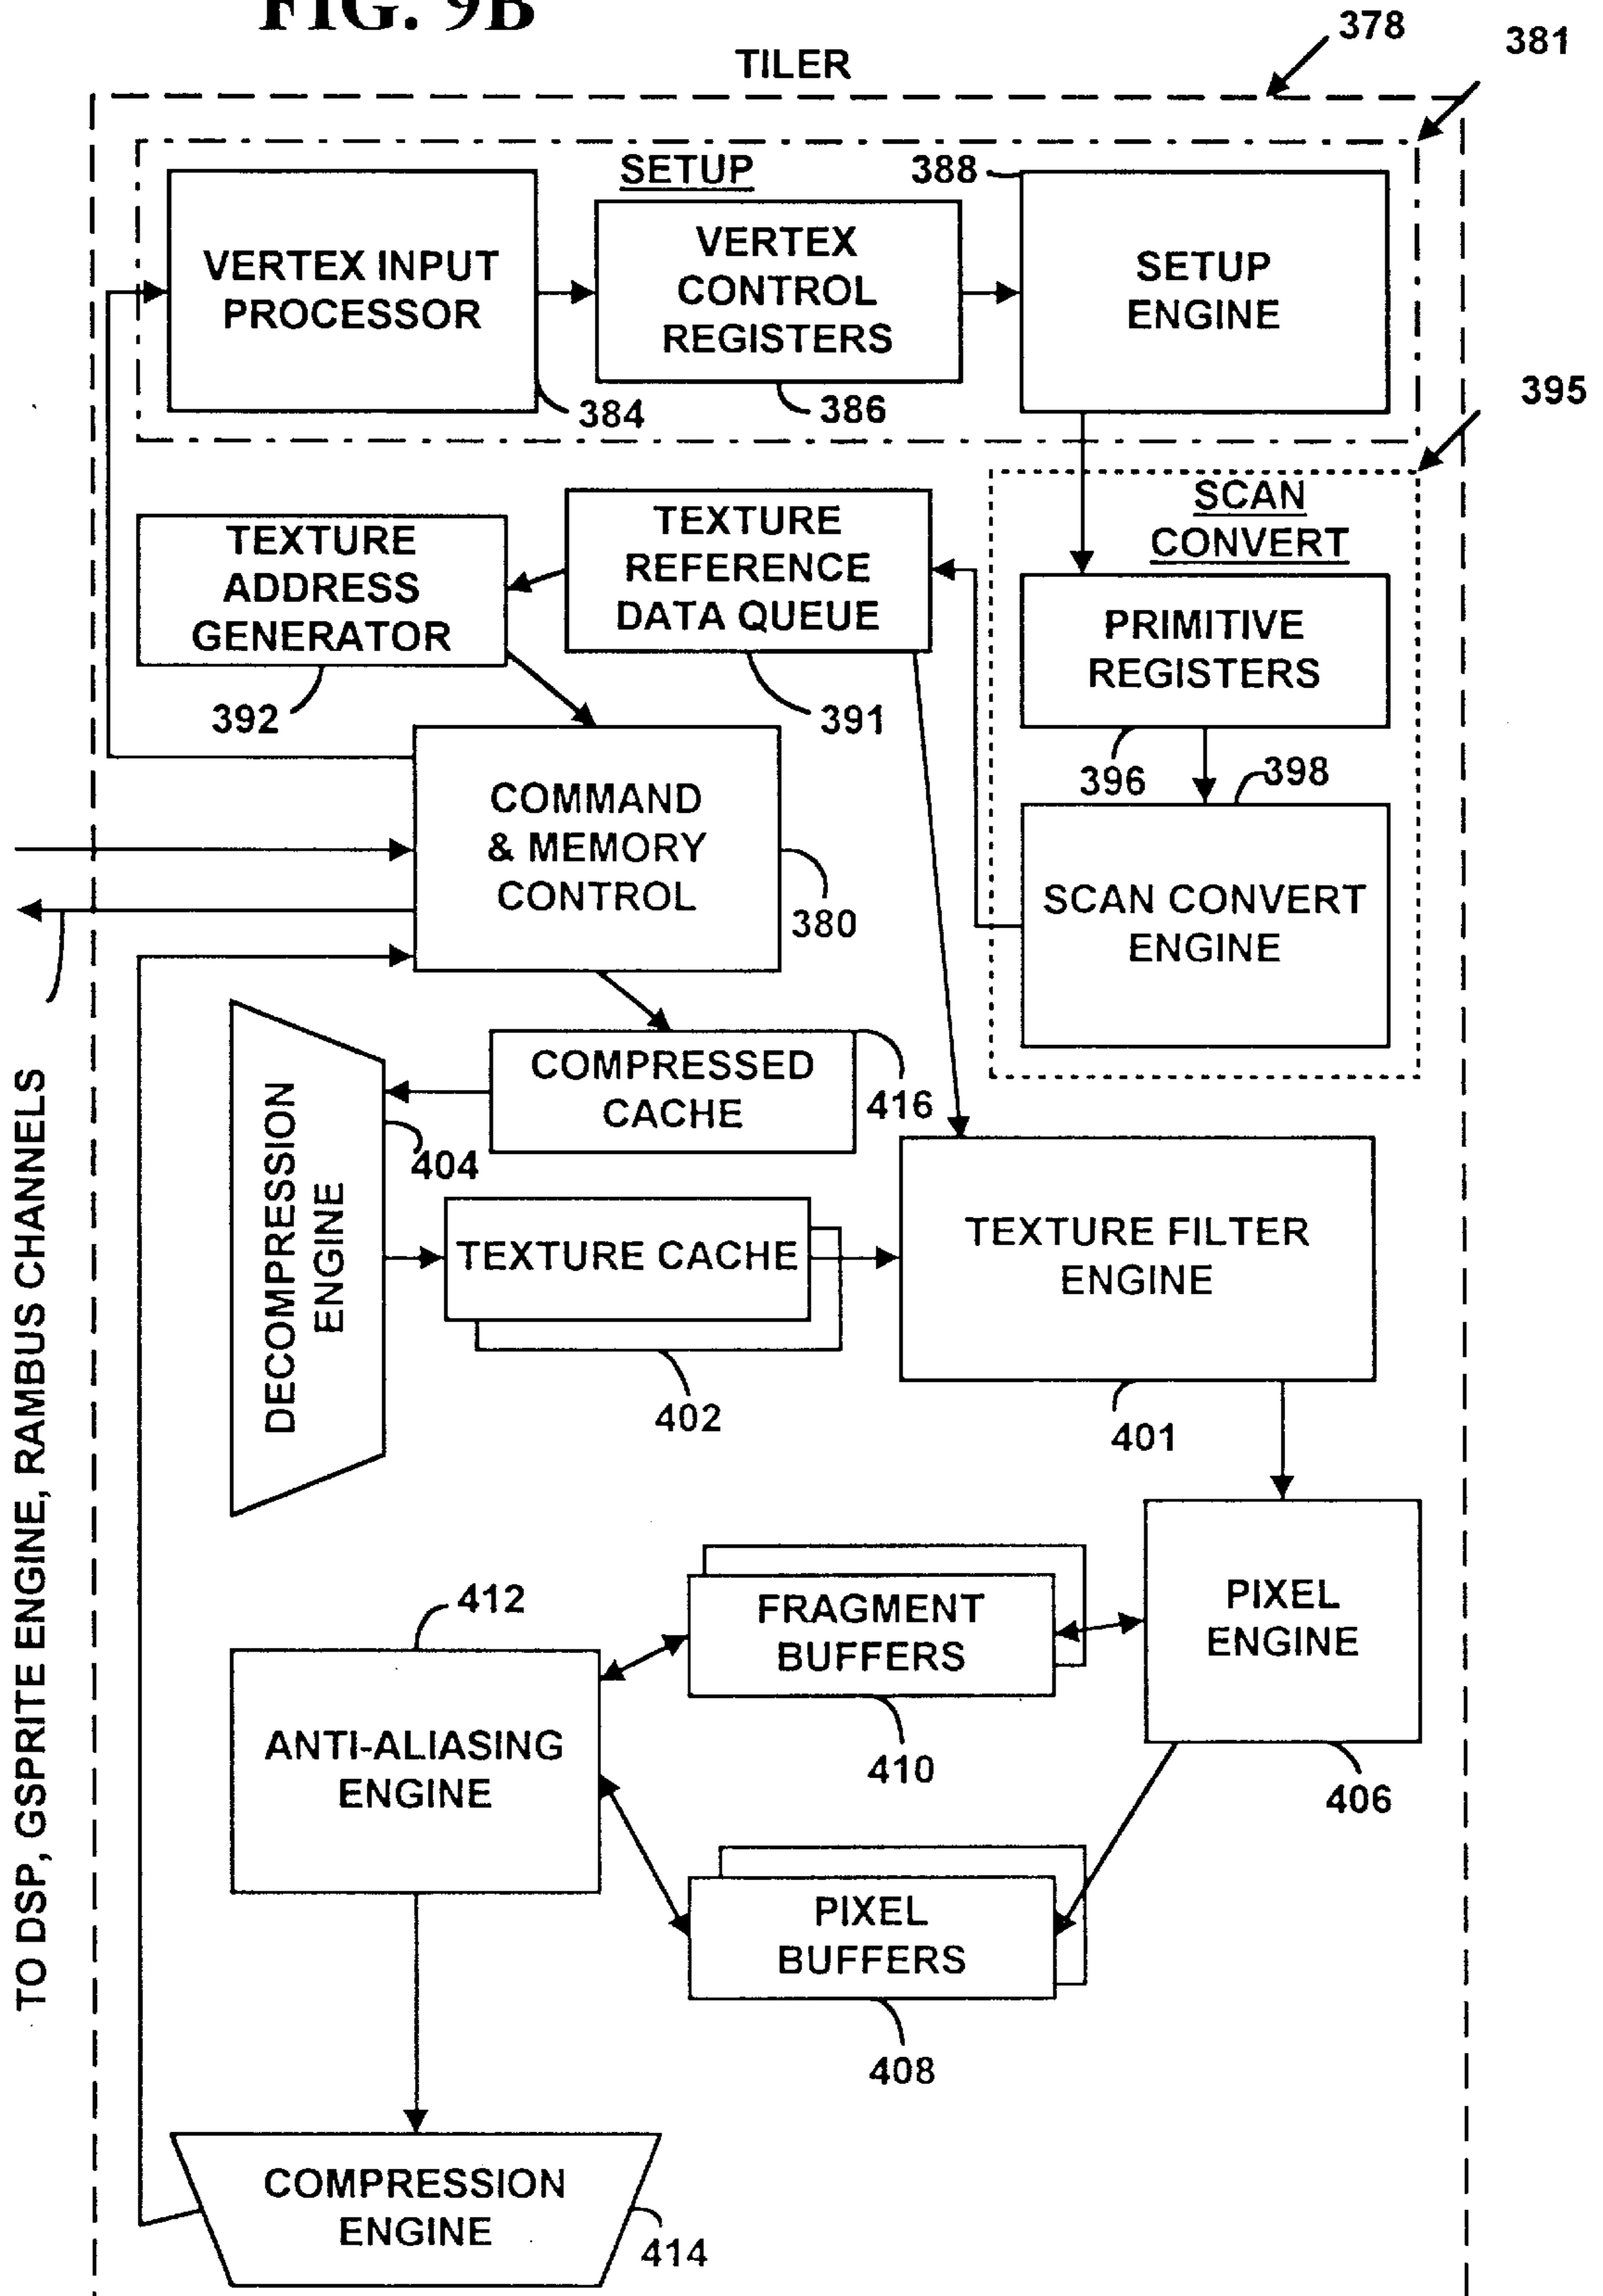 FIG. 9B
378
381
TILER
SETUP
388
VERTEX INPUT
PROCESSOR
VERTEX
CONTROL
REGISTERS
SETUP
ENGINE
384
386
395
SCAN
CONVERT
TEXTURE
ADDRESS
GENERATOR
TEXTURE
REFERENCE
DATA QUEUE
PRIMITIVE
REGISTERS
392
391
396
398
COMMAND
& MEMORY
CONTROL
380
SCAN CONVERT
ENGINE
COMPRESSED
CACHE
416
404
DECOMPRESSION
ENGINE
TEXTURE CACHE
402
TEXTURE FILTER
ENGINE
401
TO DSP, GSPRITE ENGINE, RAMBUS CHANNELS
412
FRAGMENT
BUFFERS
410
PIXEL
ENGINE
406
ANTI-ALIASING
ENGINE
PIXEL
BUFFERS
408
COMPRESSION
ENGINE
414